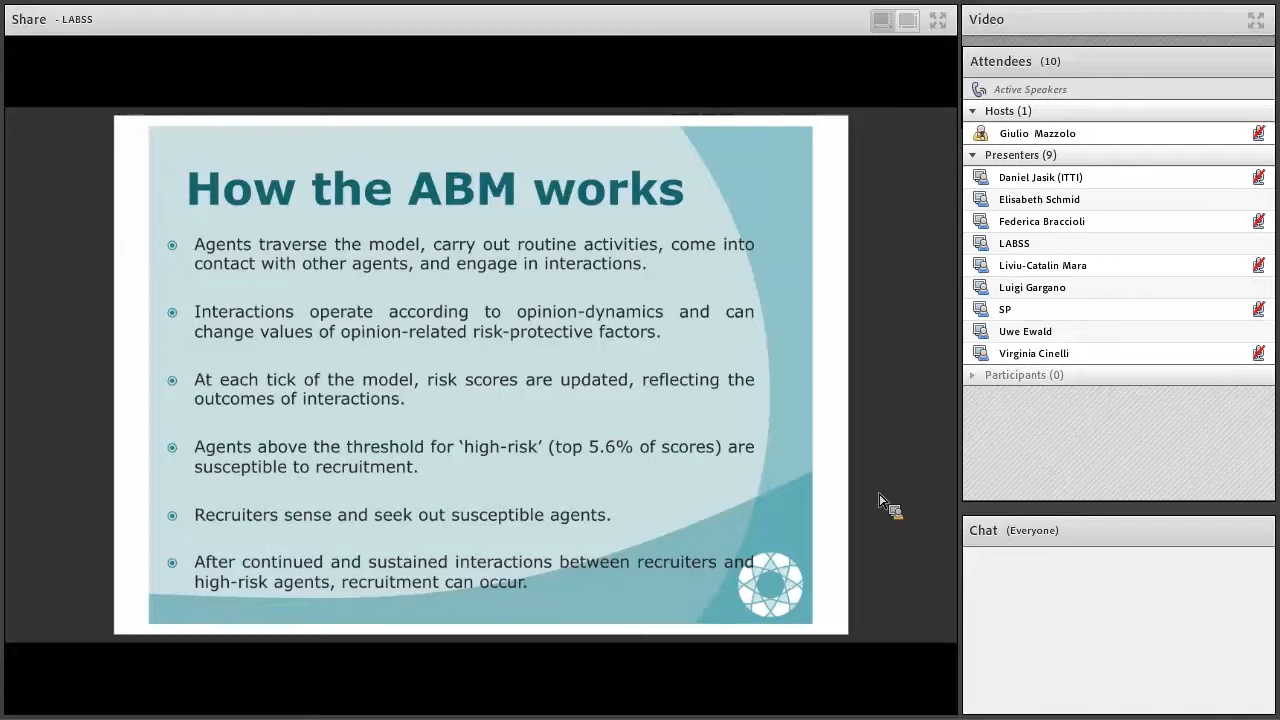 Share - LABSS
How the ABM works
Agents traverse the model, carry out routine activities, come into
contact with other agents, and engage in interactions.
Interactions operate according to opinion-dynamics and can
change values of opinion-related risk-protective factors.
At each tick of the model, risk scores are updated, reflecting the
outcomes of interactions.
Agents above the threshold for ‘high-risk’ (top 5.6% of scores) are
susceptible to recruitment.
Recruiters sense and seek out susceptible agents.
After continued and sustained interactions between recruiters and
high-risk agents, recruitment can occur.
Video
Attendees (10)
Active Speakers
Hosts (1)
Giulio Mazzolo
Presenters (9)
Daniel Jasik (ITTI)
Elisabeth Schmid
Federica Braccioli
LABSS
Liviu-Catalin Mara
Luigi Gargano
SP
Uwe Ewald
Virginia Cinelli
Participants (0)
Chat (Everyone)